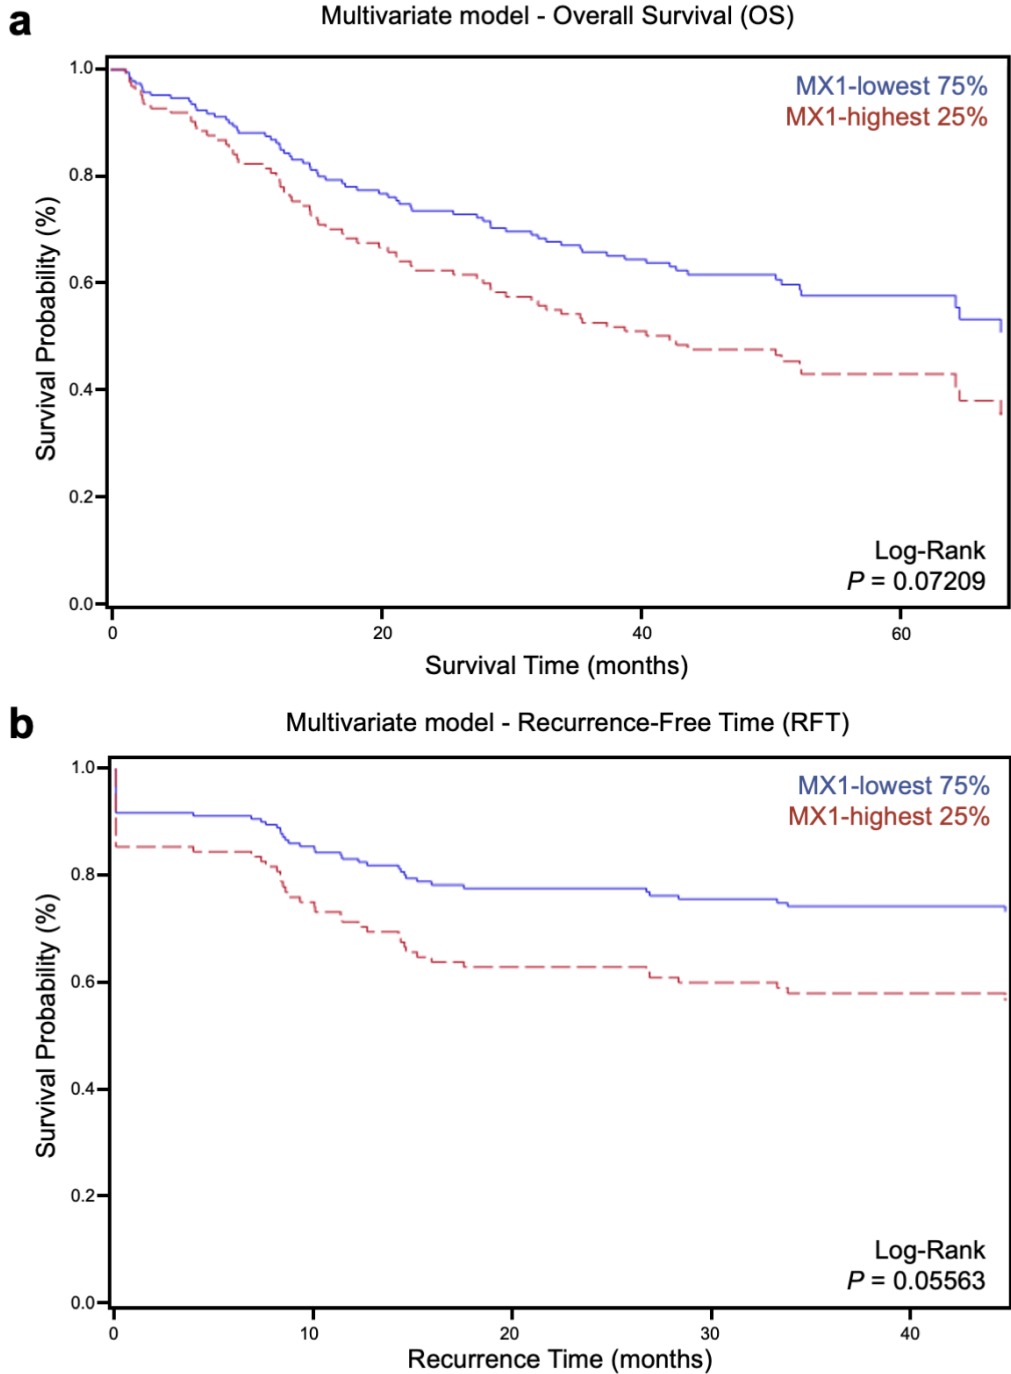 a
Multivariate model - Overall Survival (OS)
MX1-lowest 75%
MX1-highest 25%
Survival Probability (%)
1.0
0.8
0.6
0.4
0.2
0.0
Log-Rank
P = 0.07209
0 20 40 60
Survival Time (months)
b
Multivariate model - Recurrence-Free Time (RFT)
MX1-lowest 75%
MX1-highest 25%
Survival Probability (%)
1.0
0.8
0.6
0.4
0.2
0.0
Log-Rank
P = 0.05563
0 10 20 30 40
Recurrence Time (months)